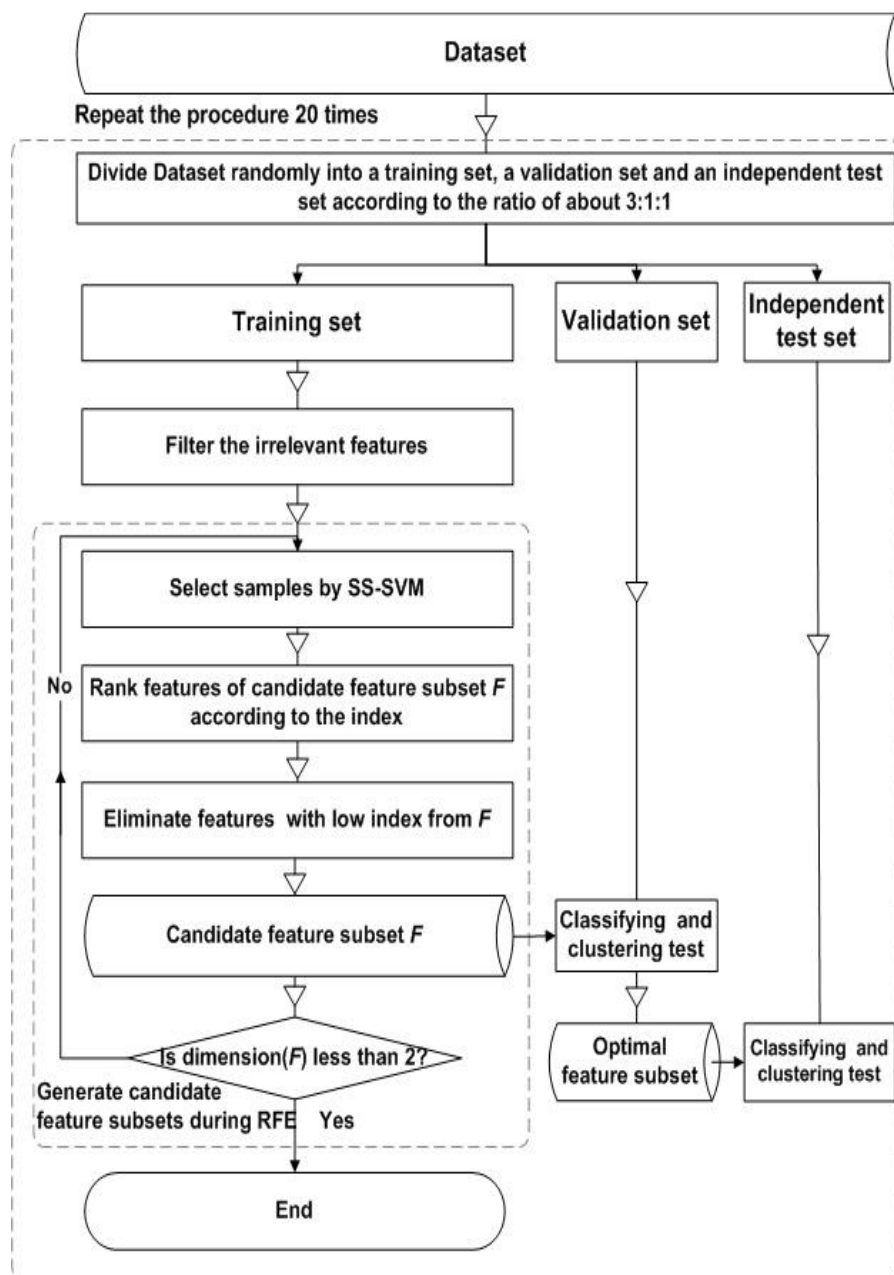 Dataset
Repeat the procedure 20 times
Divide Dataset randomly into a training set, a validation set and an independent test
set according to the ratio of about 3:1:1
Training set
Validation set
Independent
test set
Filter the irrelevant features
Select samples by SS-SVM
No
Rank features of candidate feature subset F
according to the index
Eliminate features with low index from F
Candidate feature subset F
Classifying and
clustering test
Is dimension(F) less than 2?
Optimal
feature subset
Classifying and
clustering test
Generate candidate
feature subsets during RFE
Yes
End